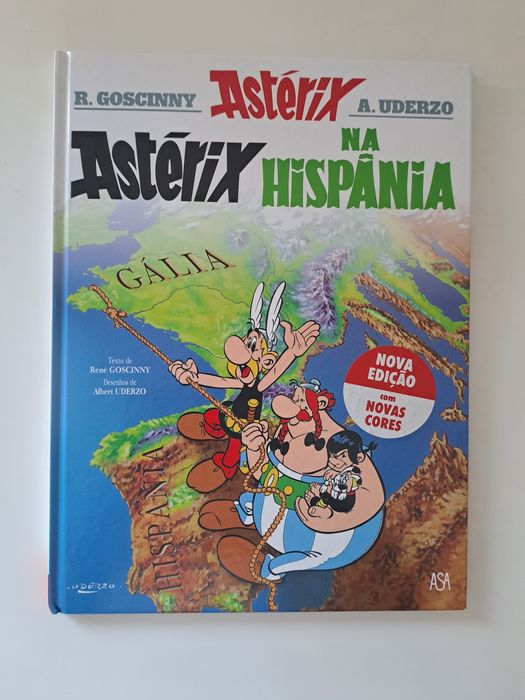 R. GOSCINNY
Astérix
A. UDERZO
Astérix
NA
HISPÂNIA
GÁLIA
Texto de
René GOSCINNY
Desenhos de
Albert UDERZO
NOVA
EDIÇÃO
com
NOVAS
CORES
HISPÂNIA
UDERZO
ASA